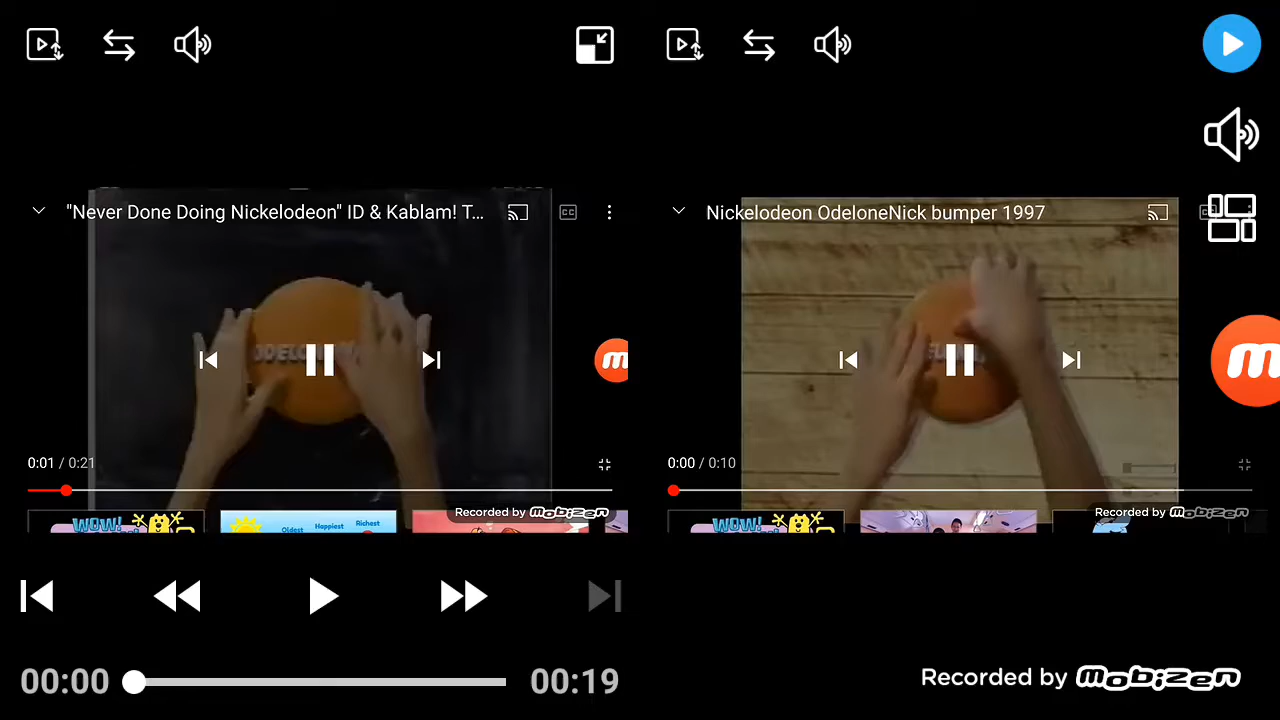 "Never Done Doing Nickelodeon" ID & Kablam! T...
CC
Nickelodeon OdeloneNick bumper 1997
0:01 / 0:21
0:00 / 0:10
WOW!
Oldest
Happiest
Richest
Recorded by mobizen
WOW!
Recorded by mobizen
00:00
00:19
Recorded by mobizen